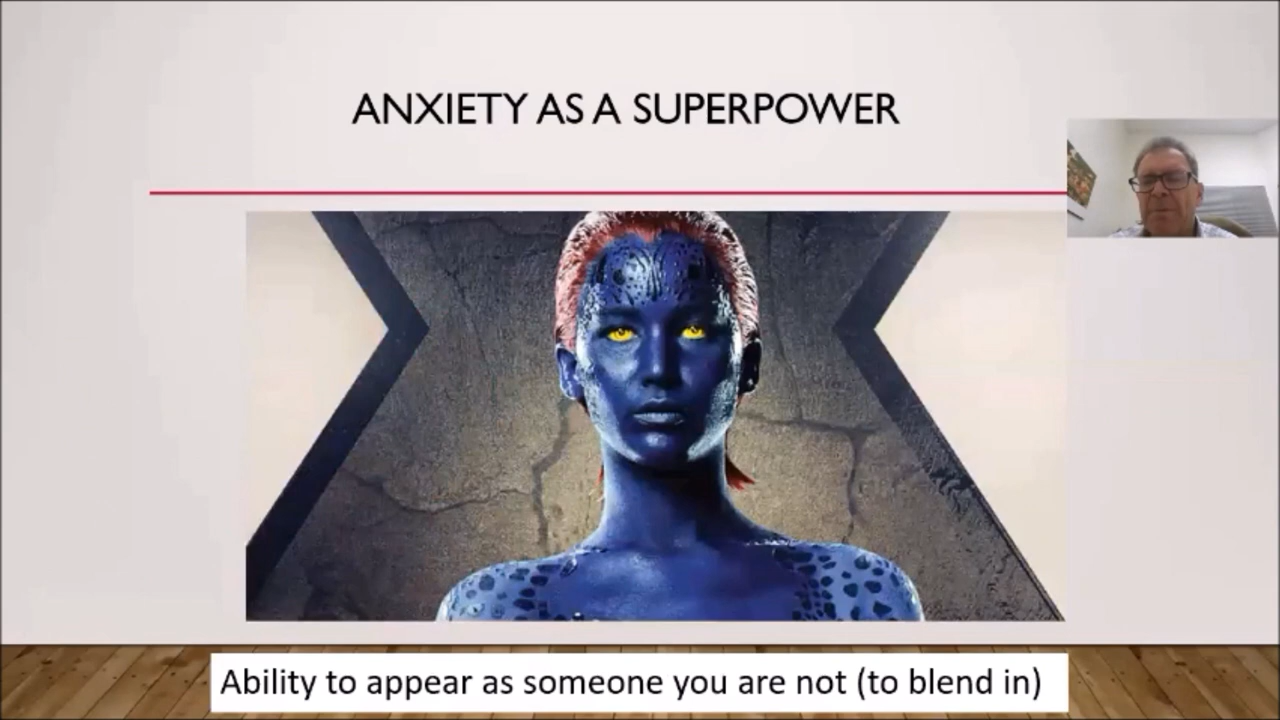 ANXIETY AS A SUPERPOWER
Ability to appear as someone you are not (to blend in)